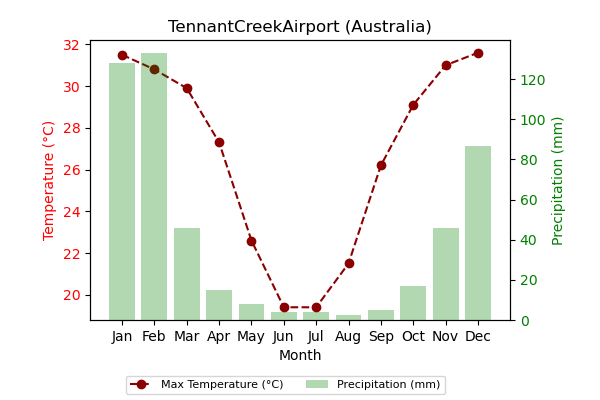 TennantCreekAirport (Australia)
32
30
28
26
24
22
20
Temperature (°C)
120
100
80
60
40
20
0
Precipitation (mm)
Jan Feb Mar Apr May Jun Jul Aug Sep Oct Nov Dec
Month
Max Temperature (°C) Precipitation (mm)